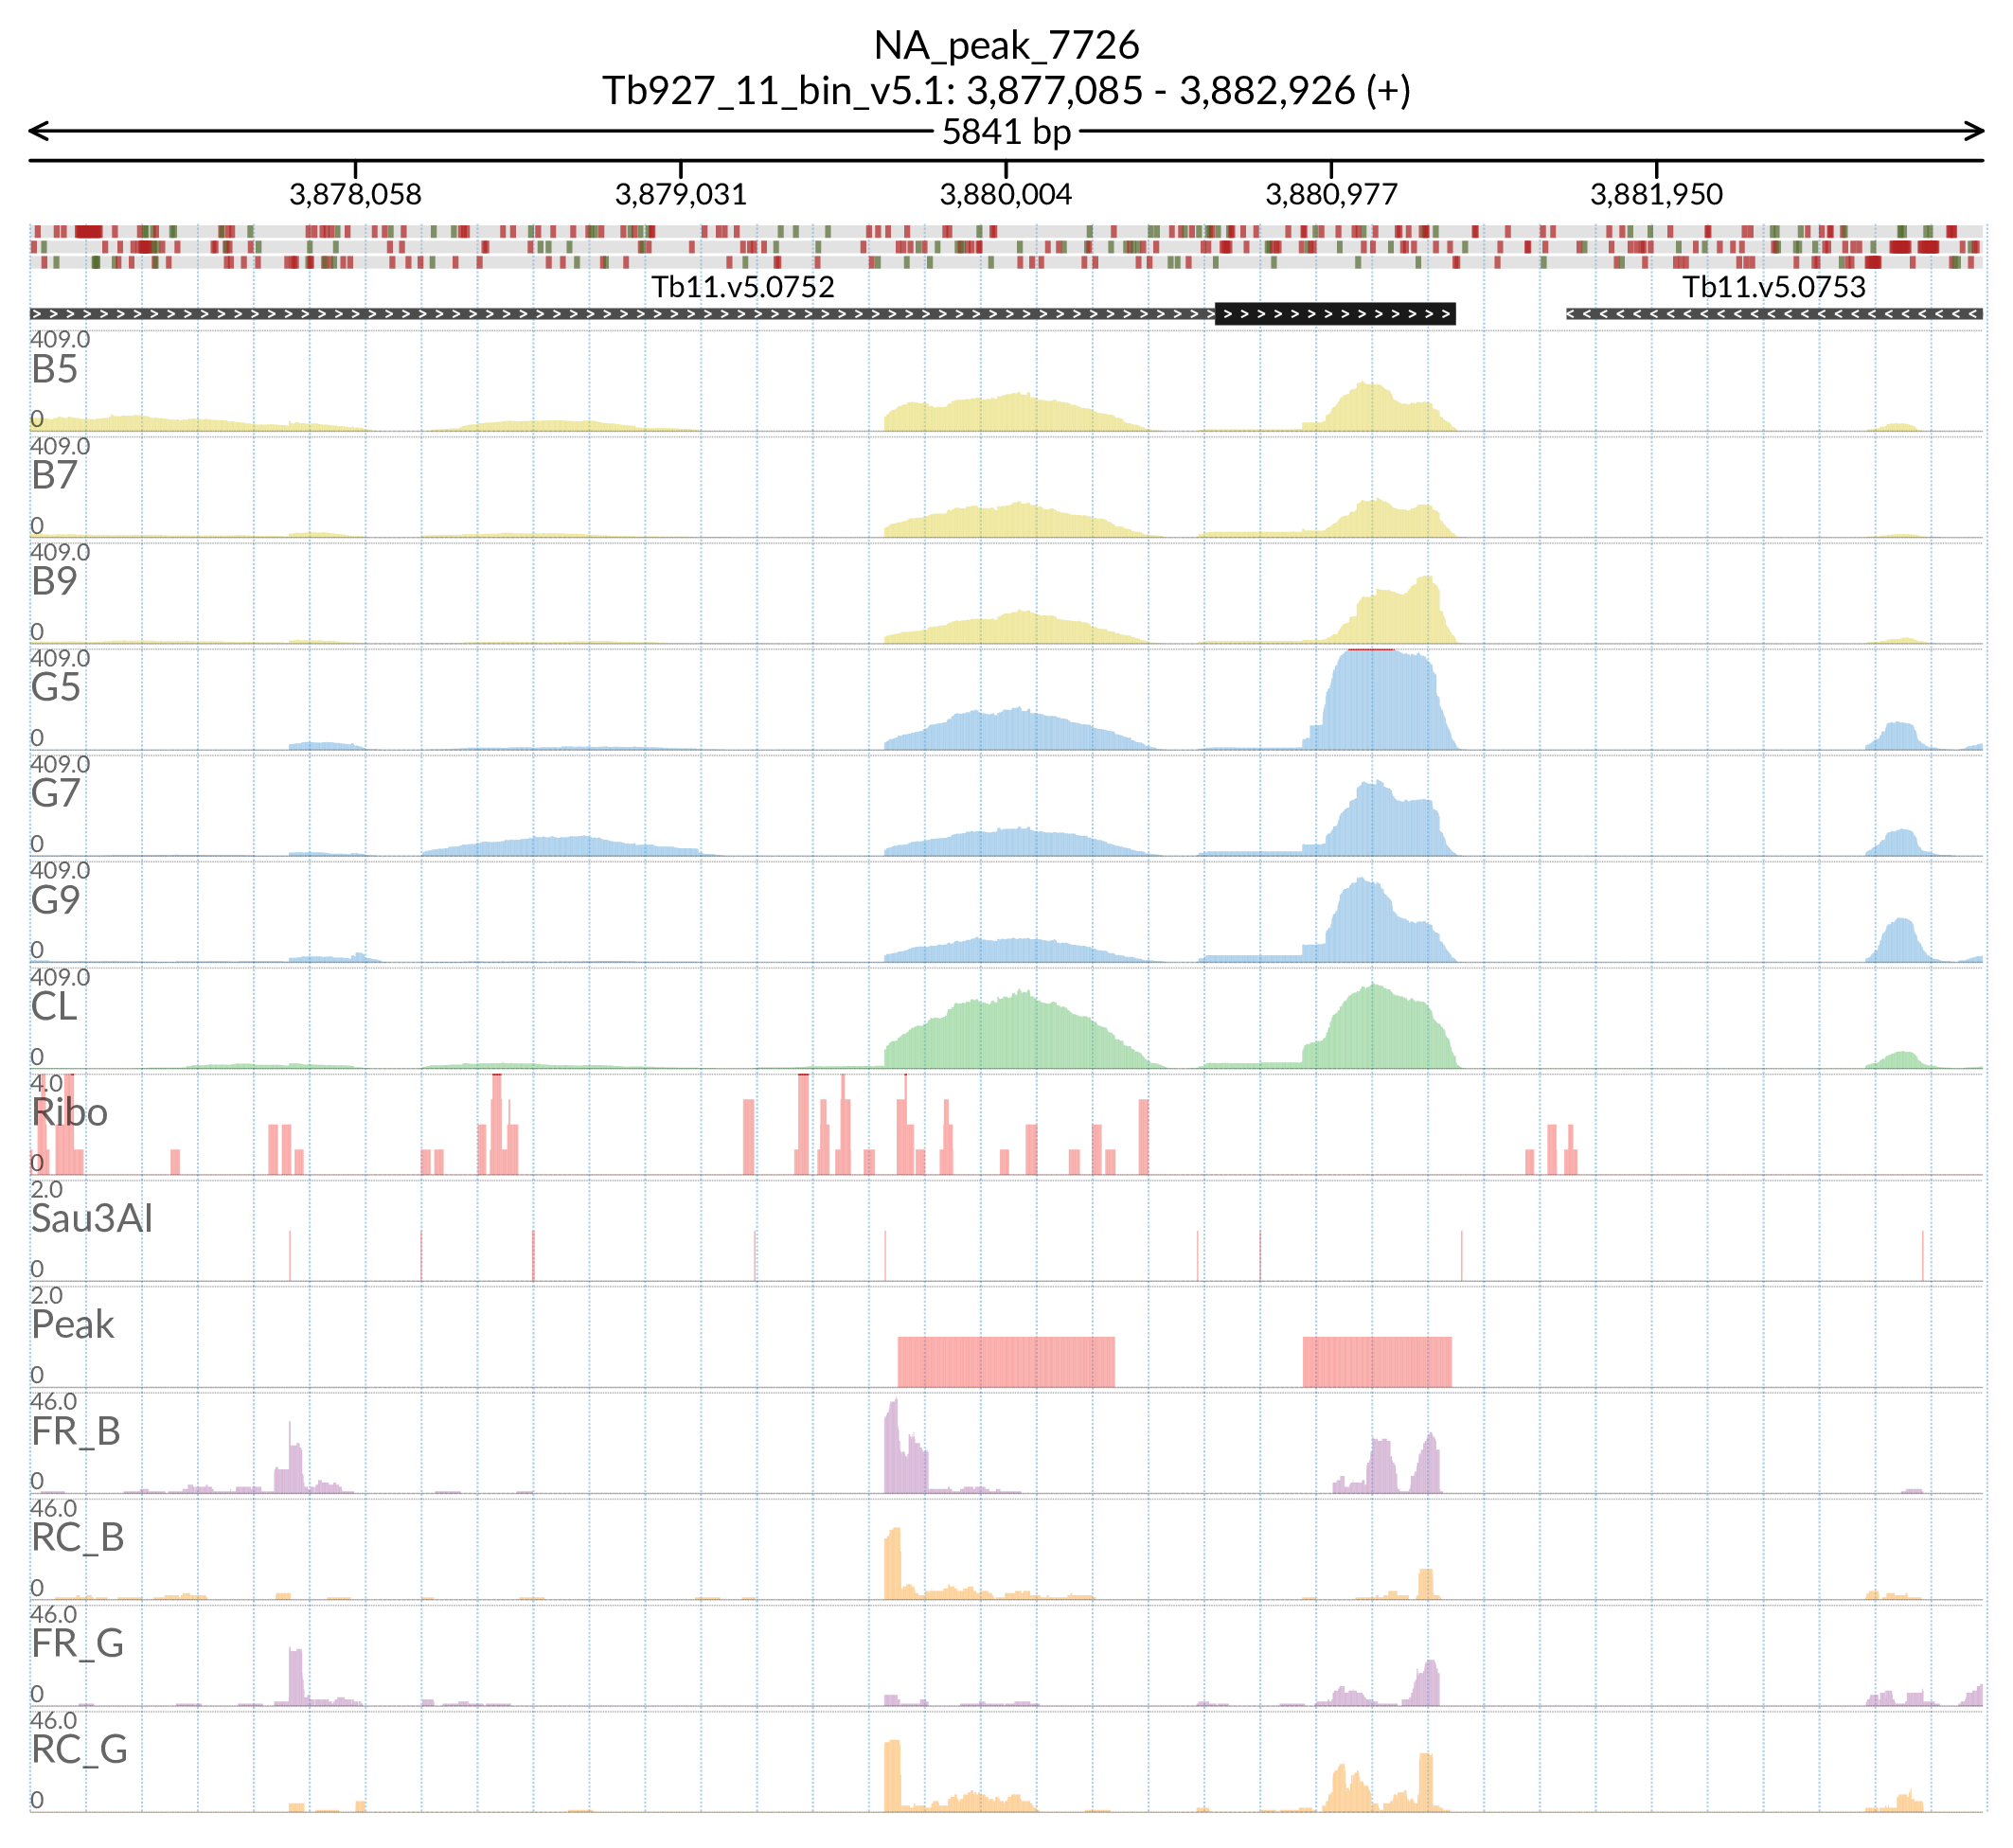 NA_peak_7726
Tb927_11_bin_v5.1: 3,877,085 - 3,882,926 (+)
5841 bp
3,878,058 3,879,031 3,880,004 3,880,977 3,881,950
Tb11.v5.0752 Tb11.v5.0753
409.0
B5
0
409.0
B7
0
409.0
B9
0
409.0
G5
0
409.0
G7
0
409.0
G9
0
409.0
CL
0
4.0
Ribo
0
2.0
Sau3AI
0
2.0
Peak
0
46.0
FR_B
0
46.0
RC_B
0
46.0
FR_G
0
46.0
RC_G
0